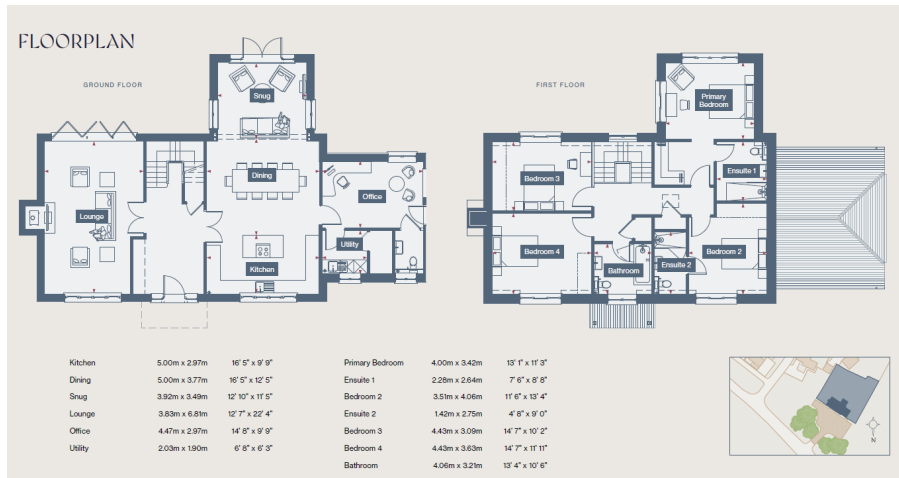 FLOORPLAN
GROUND FLOOR
FIRST FLOOR
Snug
Dining
Office
Lounge
Utility
Kitchen
Primary
Bedroom
Bedroom 3
Ensuite 1
Bedroom 4
Bathroom
Ensuite 2
Bedroom 2
Kitchen 5.00m x 2.97m 16' 5" x 9' 9"
Dining 5.00m x 3.77m 16' 5" x 12' 5"
Snug 3.92m x 3.49m 12' 10" x 11' 5"
Lounge 3.83m x 6.81m 12' 7" x 22' 4"
Office 4.47m x 2.97m 14' 8" x 9' 9"
Utility 2.03m x 1.90m 6' 8" x 6' 3"
Primary Bedroom 4.00m x 3.42m 13' 1" x 11' 3"
Ensuite 1 2.28m x 2.64m 7' 6" x 8' 8"
Bedroom 2 3.51m x 4.06m 11' 6" x 13' 4"
Ensuite 2 1.42m x 2.75m 4' 8" x 9' 0"
Bedroom 3 4.43m x 3.09m 14' 7" x 10' 2"
Bedroom 4 4.43m x 3.63m 14' 7" x 11' 11"
Bathroom 4.06m x 3.21m 13' 4" x 10' 6"
N